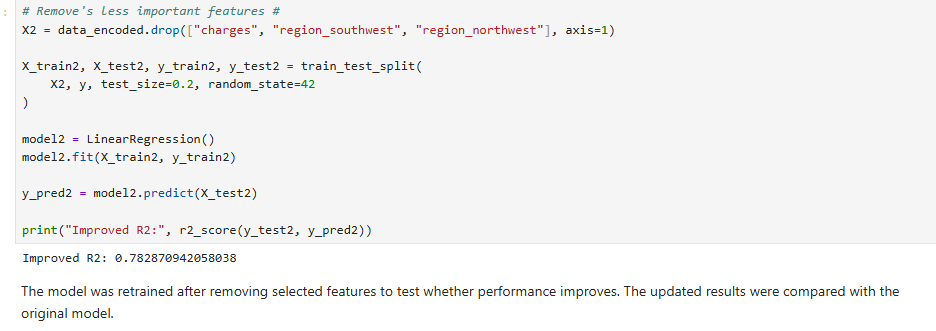 :
# Remove's less important features #
X2 = data_encoded.drop(["charges", "region_southwest", "region_northwest"], axis=1)
X_train2, X_test2, y_train2, y_test2 = train_test_split(
    X2, y, test_size=0.2, random_state=42
)
model2 = LinearRegression()
model2.fit(X_train2, y_train2)
y_pred2 = model2.predict(X_test2)
print("Improved R2:", r2_score(y_test2, y_pred2))
Improved R2: 0.782870942058038
The model was retrained after removing selected features to test whether performance improves. The updated results were compared with the
original model.